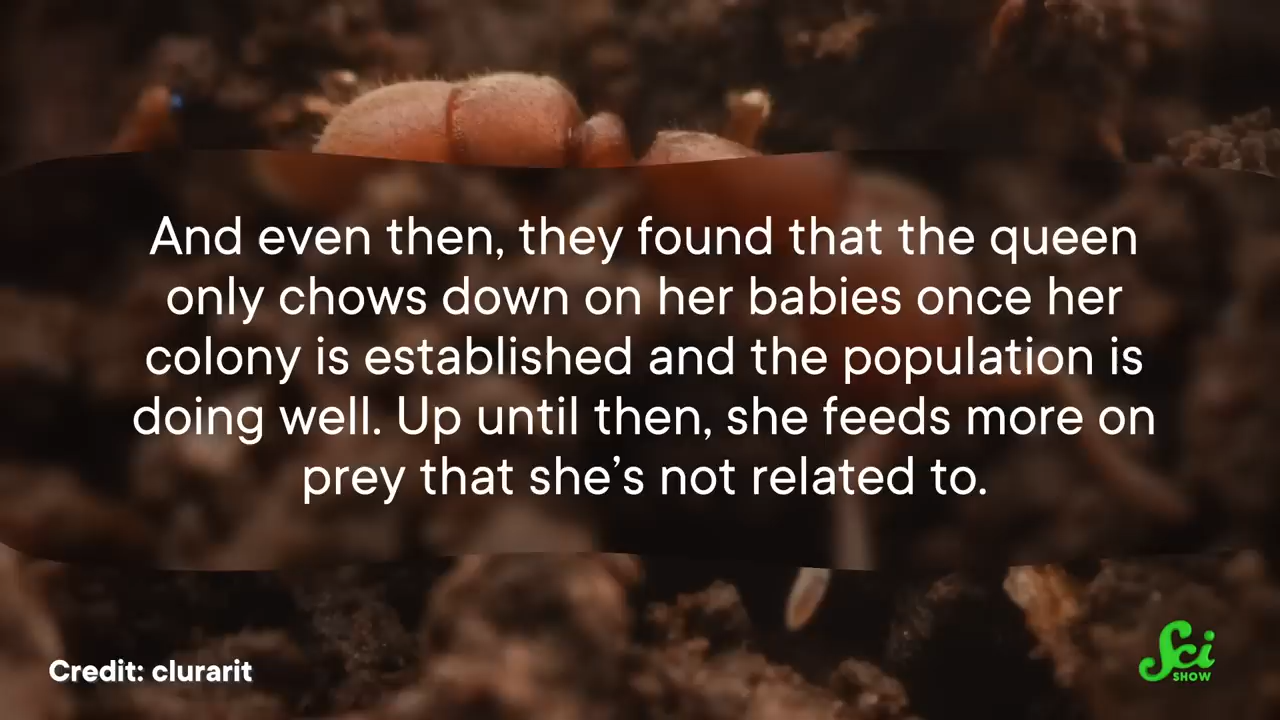 And even then, they found that the queen
only chows down on her babies once her
colony is established and the population is
doing well. Up until then, she feeds more on
prey that she’s not related to.
Credit: clurarit
Sci
SHOW